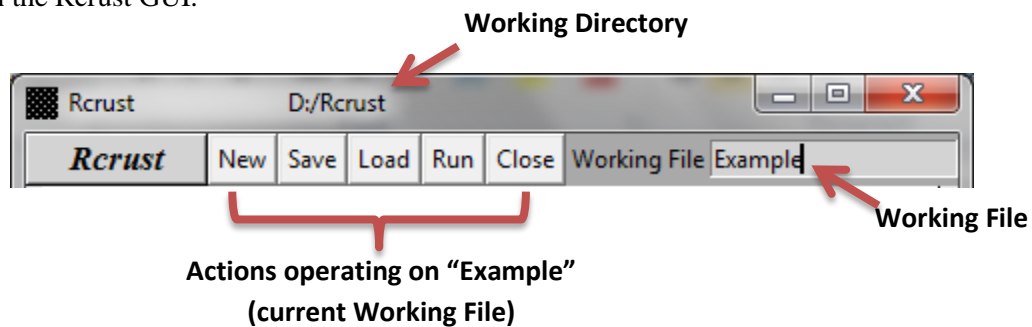 the Rcrust GUI.
Working Directory
Rcrust D:/Rcrust
Rcrust New Save Load Run Close Working File Example
Working File
Actions operating on “Example”
(current Working File)